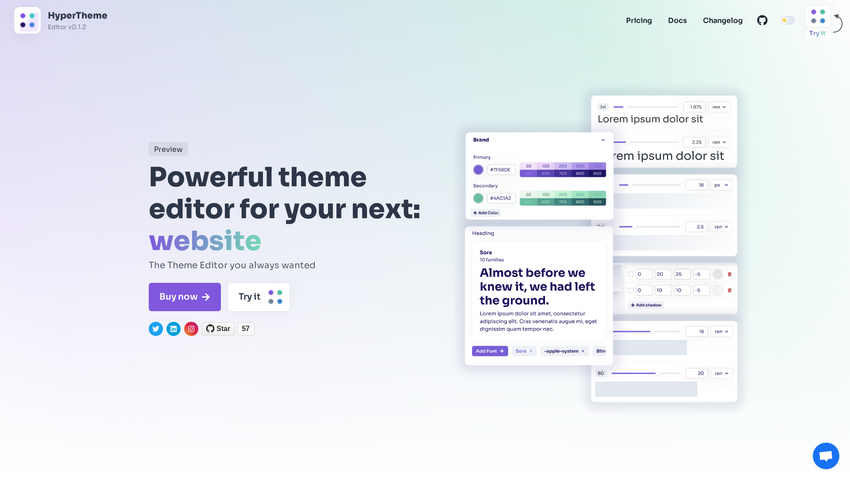 HyperTheme
Editor v0.1.2
Pricing
Docs
Changelog
Try it
Preview
Powerful theme
editor for your next:
website
The Theme Editor you always wanted
Buy now
Try it
Star
57
Brand
Primary
#7F58DE
50 100 200 300
600 700 800 900
Secondary
#4AC1A2
50 100 200 300
600 700 800 900
+ Add Color
Heading
Sora
10 families
Almost before we
knew it, we had left
the ground.
Lorem ipsum dolor sit amet, consectetur
adipiscing elit. Cras venenatis augue mi, eget
dignissim quam tempor nec.
Add Font +
Sora ×
-apple-system ×
Blin
3xl
1.875
rem
Lorem ipsum dolor sit
2.25
rem
rem ipsum dolor sit
16
px
2.5
rem
0 20 25 -5
0 10 10 -5
+ Add shadow
18
rem
80
20
rem